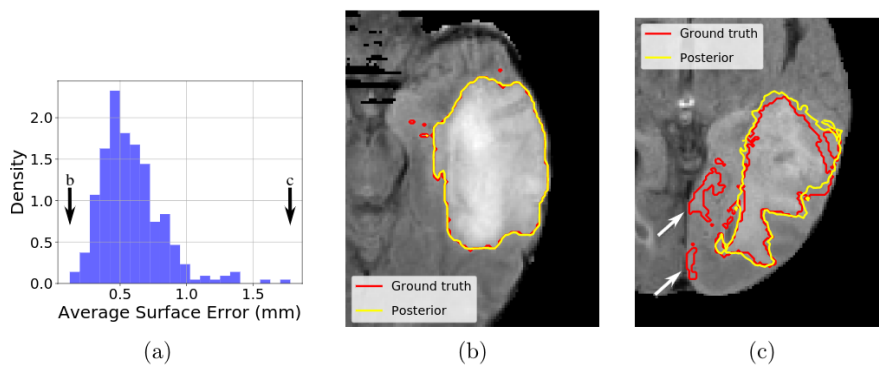 b
c
2.0
1.5
1.0
0.5
0.0
Density
0.5
1.0
1.5
Average Surface Error (mm)
(a)
Ground truth
Posterior
(b)
Ground truth
Posterior
(c)